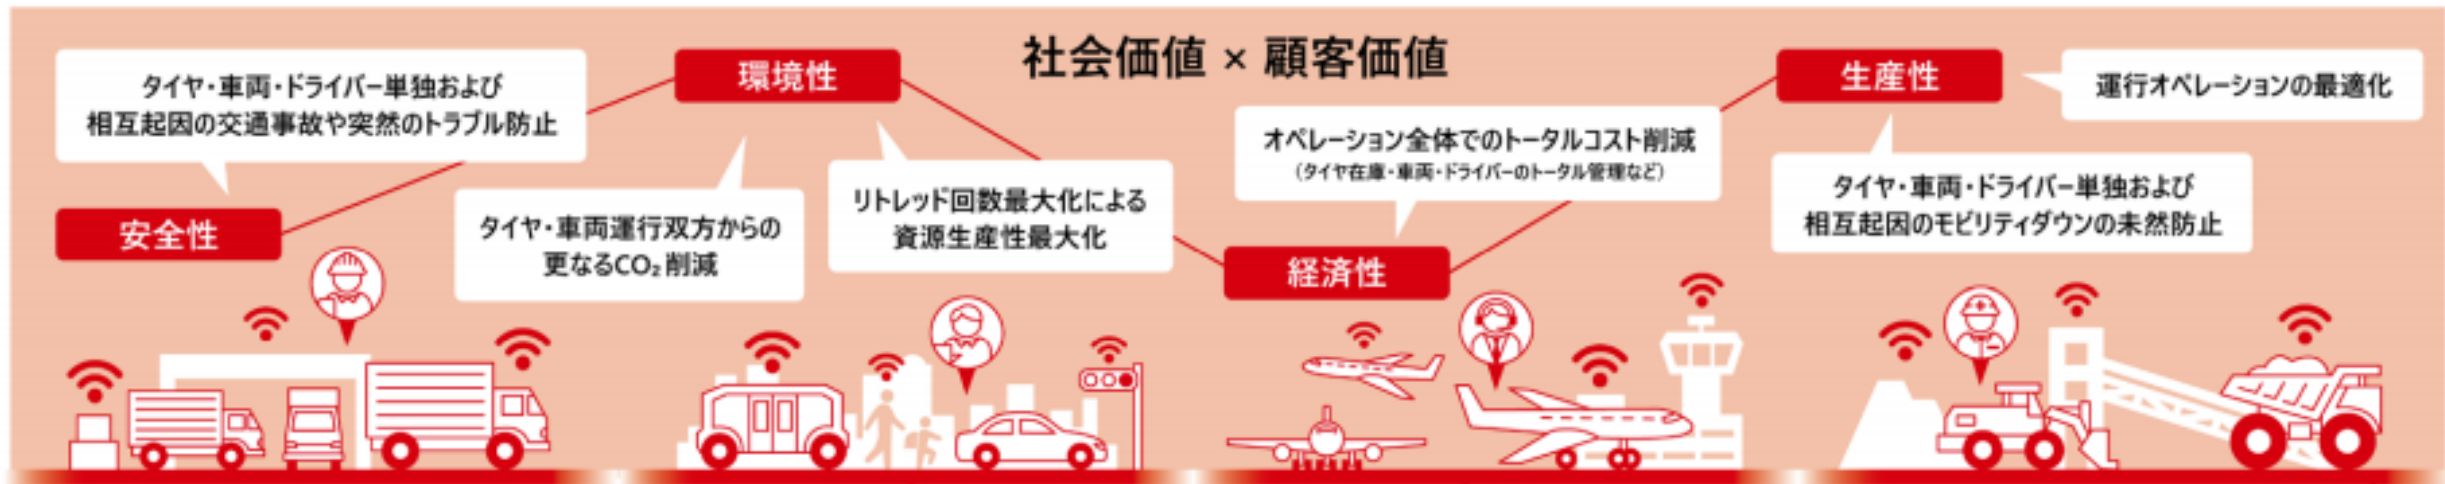 社会価値 × 顧客価値
タイヤ・車両・ドライバー単独および
相互起因の交通事故や突然のトラブル防止
安全性
環境性
タイヤ・車両運行双方からの
更なるCO₂削減
リトレッド回数最大化による
資源生産性最大化
オペレーション全体でのトータルコスト削減
(タイヤ在庫・車両・ドライバーのトータル管理など)
経済性
生産性
運行オペレーションの最適化
タイヤ・車両・ドライバー単独および
相互起因のモビリティダウンの未然防止